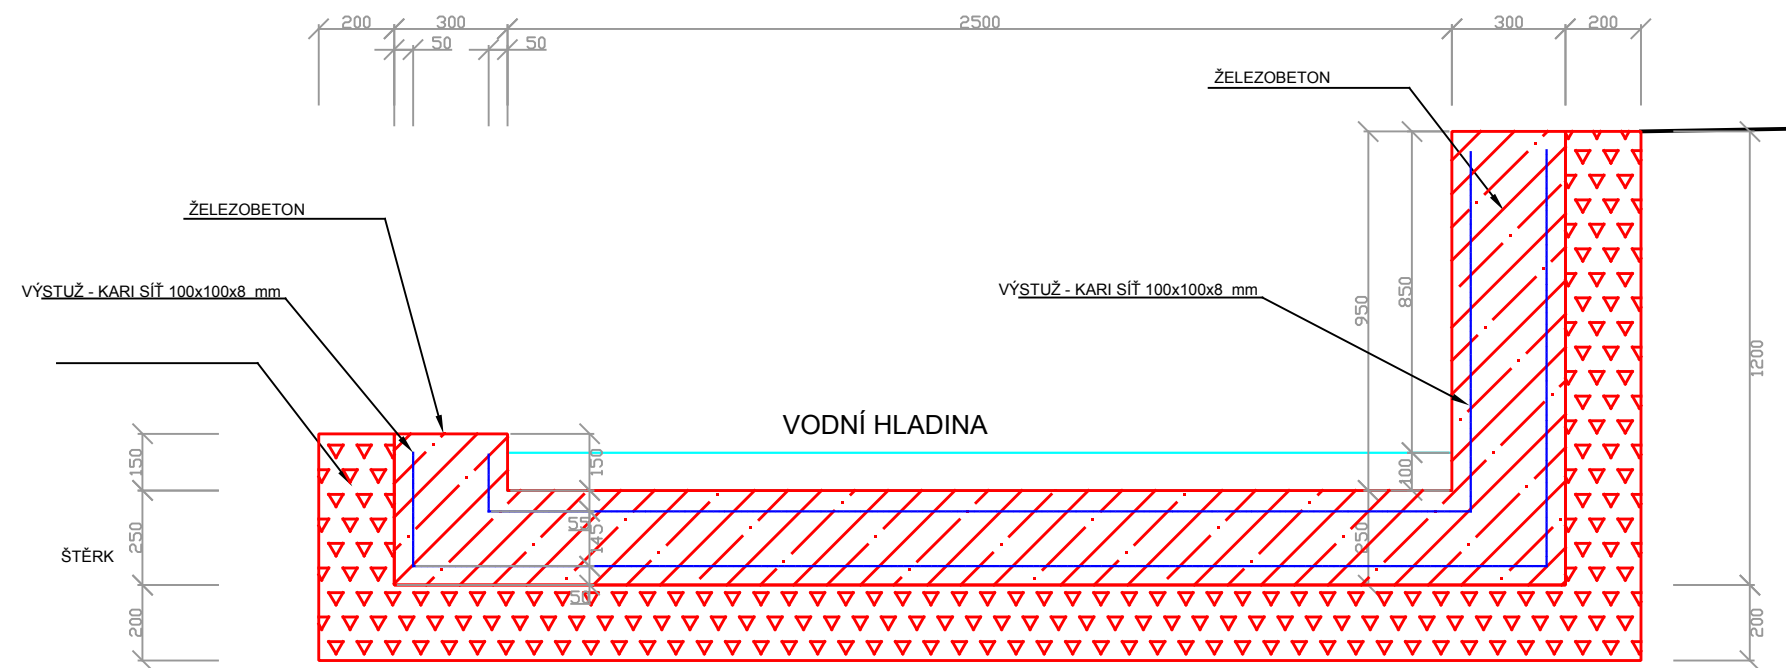 200 300 2500 300 200
50 50
ŽELEZOBETON
ŽELEZOBETON
VÝSTUŽ - KARI SÍŤ 100x100x8 mm
VÝSTUŽ - KARI SÍŤ 100x100x8 mm
950
850
1200
VODNÍ HLADINA
150
150
100
250
50
145
250
ŠTĚRK
50
200
200